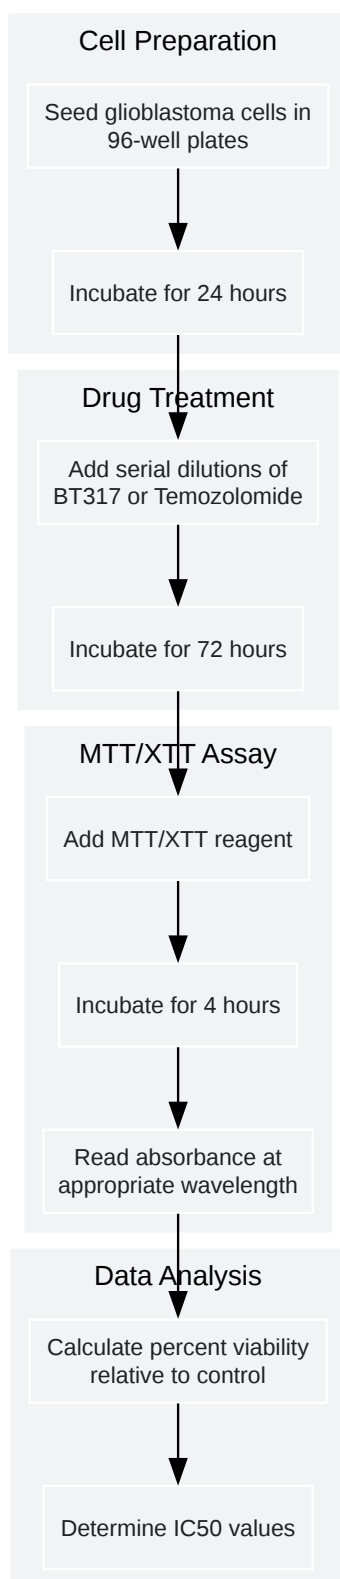 Cell Preparation
Seed glioblastoma cells in
96-well plates
Incubate for 24 hours
Drug Treatment
Add serial dilutions of
BT317 or Temozolomide
Incubate for 72 hours
MTT/XTT Assay
Add MTT/XTT reagent
Incubate for 4 hours
Read absorbance at
appropriate wavelength
Data Analysis
Calculate percent viability
relative to control
Determine IC50 values